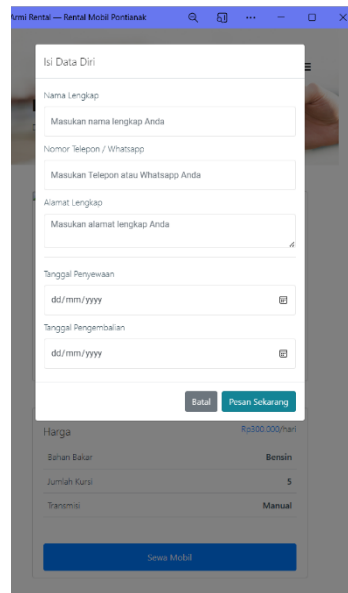 Armi Rental — Rental Mobil Pontianak
Isi Data Diri
Nama Lengkap
Masukan nama lengkap Anda
Nomor Telepon / Whatsapp
Masukan Telepon atau Whatsapp Anda
Alamat Lengkap
Masukan alamat lengkap Anda
Tanggal Penyewaan
dd/mm/yyyy
Tanggal Pengembalian
dd/mm/yyyy
Batal Pesan Sekarang
Harga Rp300.000/hari
Bahan Bakar Bensin
Jumlah Kursi 5
Transmisi Manual
Sewa Mobil